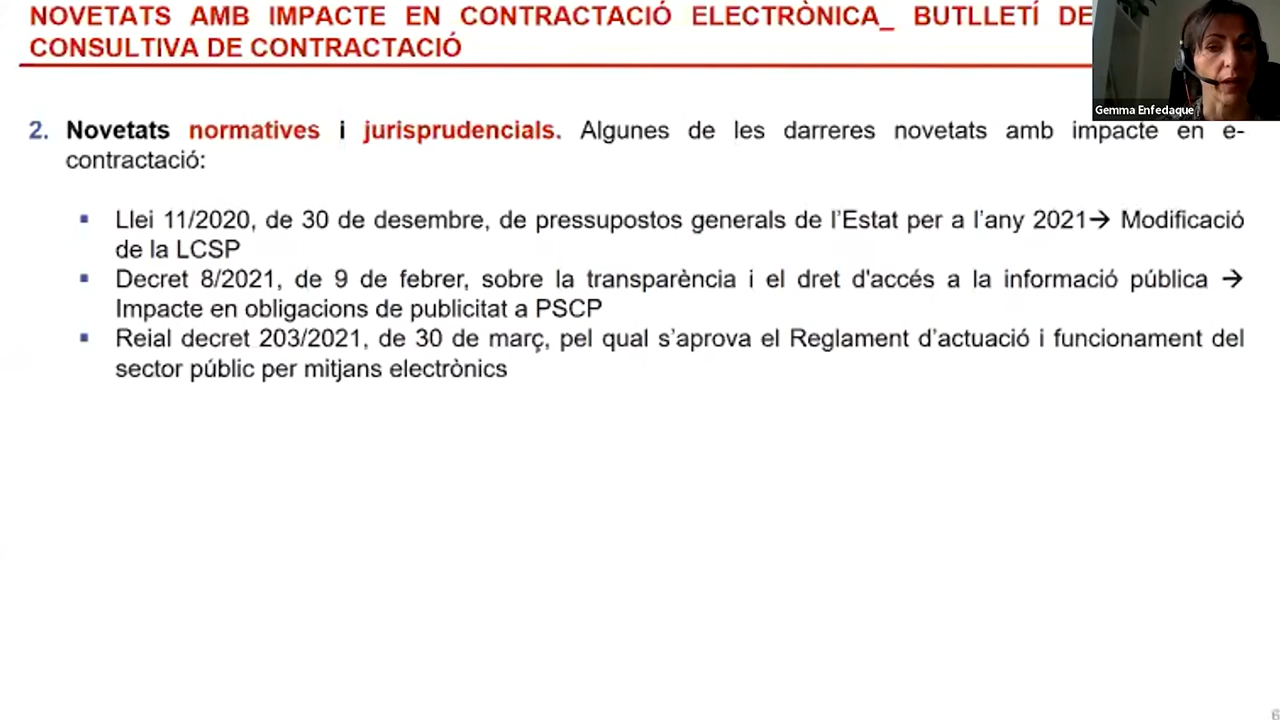 NOVETATS AMB IMPACTE EN CONTRACTACIÓ ELECTRÒNICA_ BUTLLETÍ DE
CONSULTIVA DE CONTRACTACIÓ
Gemma Enfedaque
2. Novetats normatives i jurisprudencials. Algunes de les darreres novetats amb impacte en e-
contractació:
▪ Llei 11/2020, de 30 de desembre, de pressupostos generals de l’Estat per a l’any 2021→ Modificació
de la LCSP
▪ Decret 8/2021, de 9 de febrer, sobre la transparència i el dret d'accés a la informació pública →
Impacte en obligacions de publicitat a PSCP
▪ Reial decret 203/2021, de 30 de març, pel qual s’aprova el Reglament d’actuació i funcionament del
sector públic per mitjans electrònics